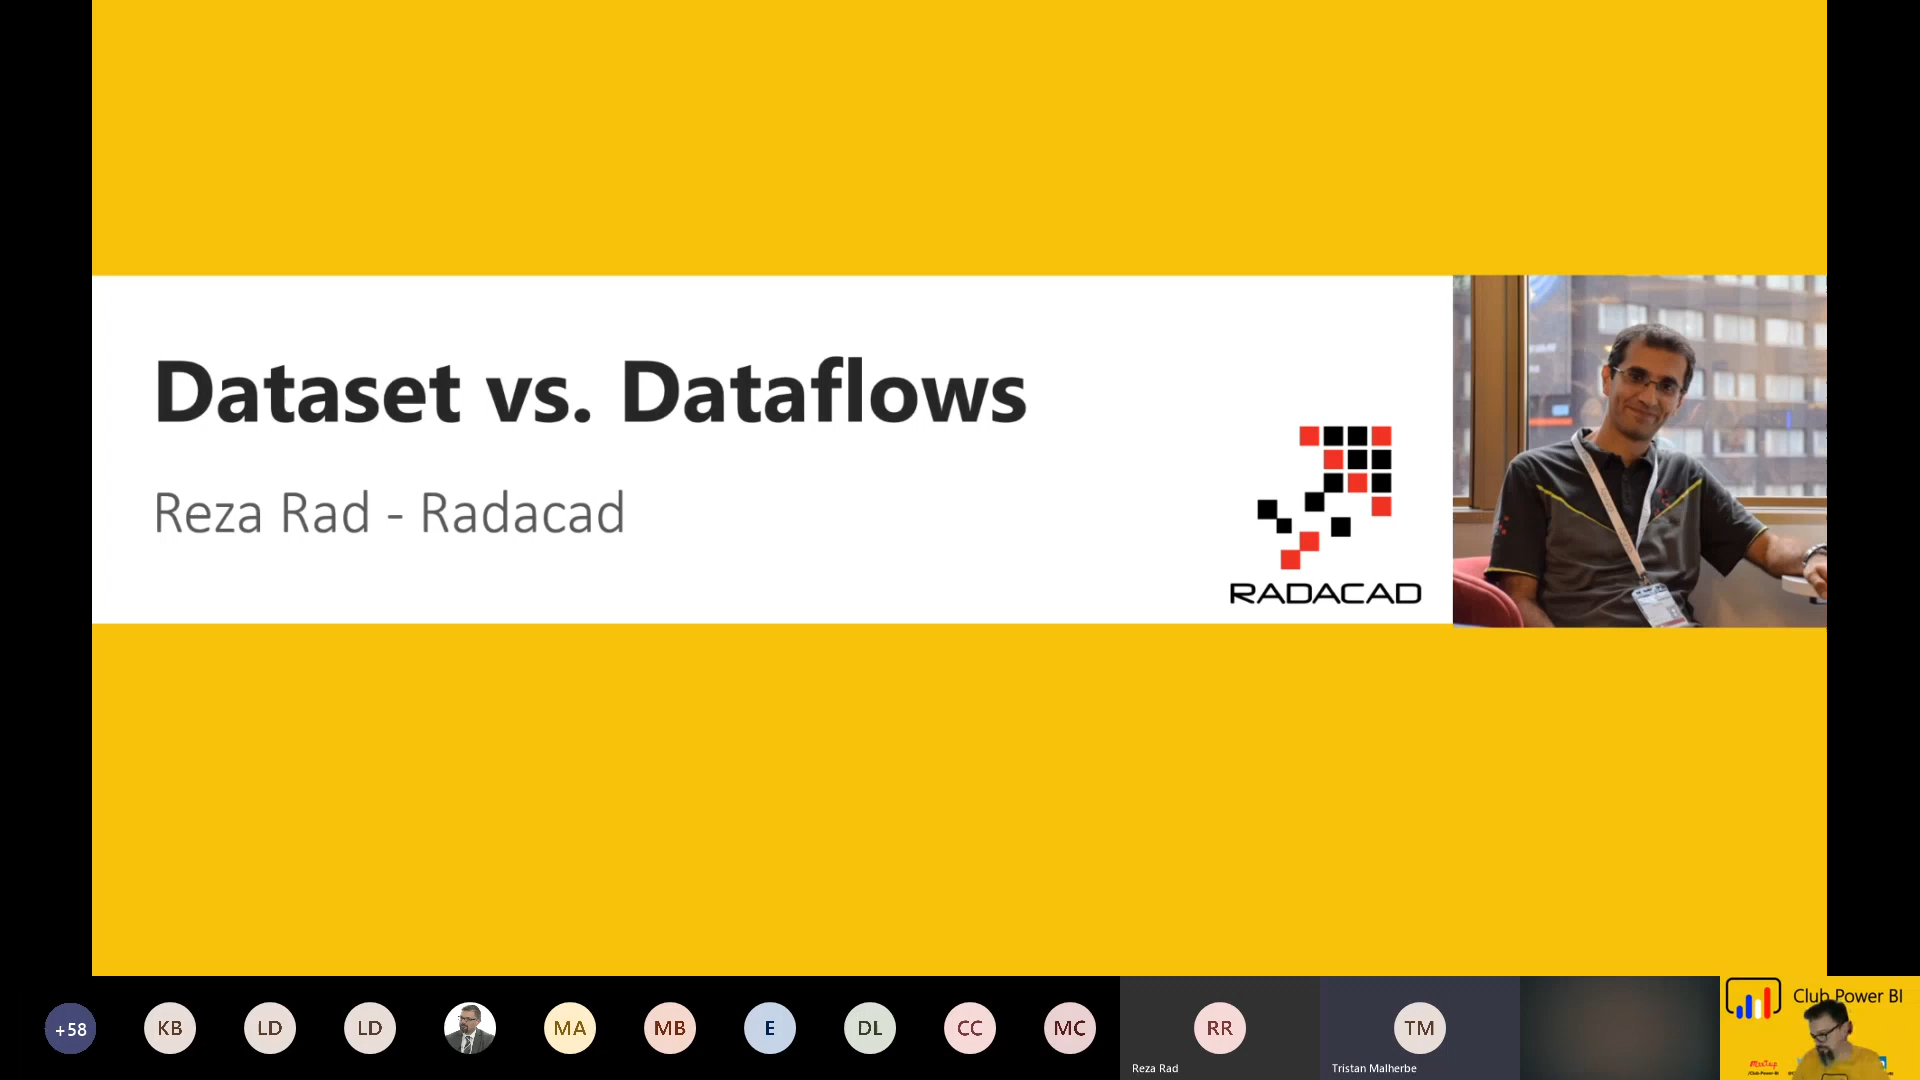 Dataset vs. Dataflows
Reza Rad - Radacad
RADACAD
+58
KB
LD
LD
MA
MB
E
DL
CC
MC
RR
Reza Rad
TM
Tristan Malherbe
Club Power BI
Meetup